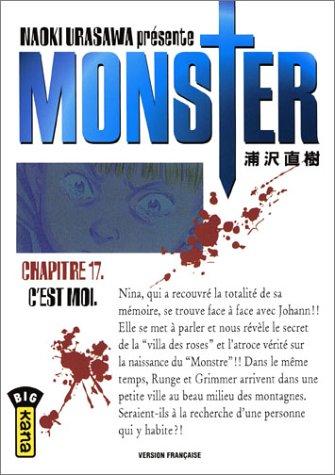 NAOKI URASAWA présente
MONSTER
浦沢直樹
CHAPITRE 17.
C'EST MOI.
Nina, qui a recouvré la totalité de sa
mémoire, se trouve face à face avec Johann!!
Elle se met à parler et nous révèle le secret
de la "villa des roses" et l'atroce vérité sur
la naissance du "Monstre"!! Dans le même
temps, Runge et Grimmer arrivent dans une
petite ville au beau milieu des montagnes.
Seraient-ils à la recherche d'une personne
qui y habite?!
BIG
kana
VERSION FRANÇAISE